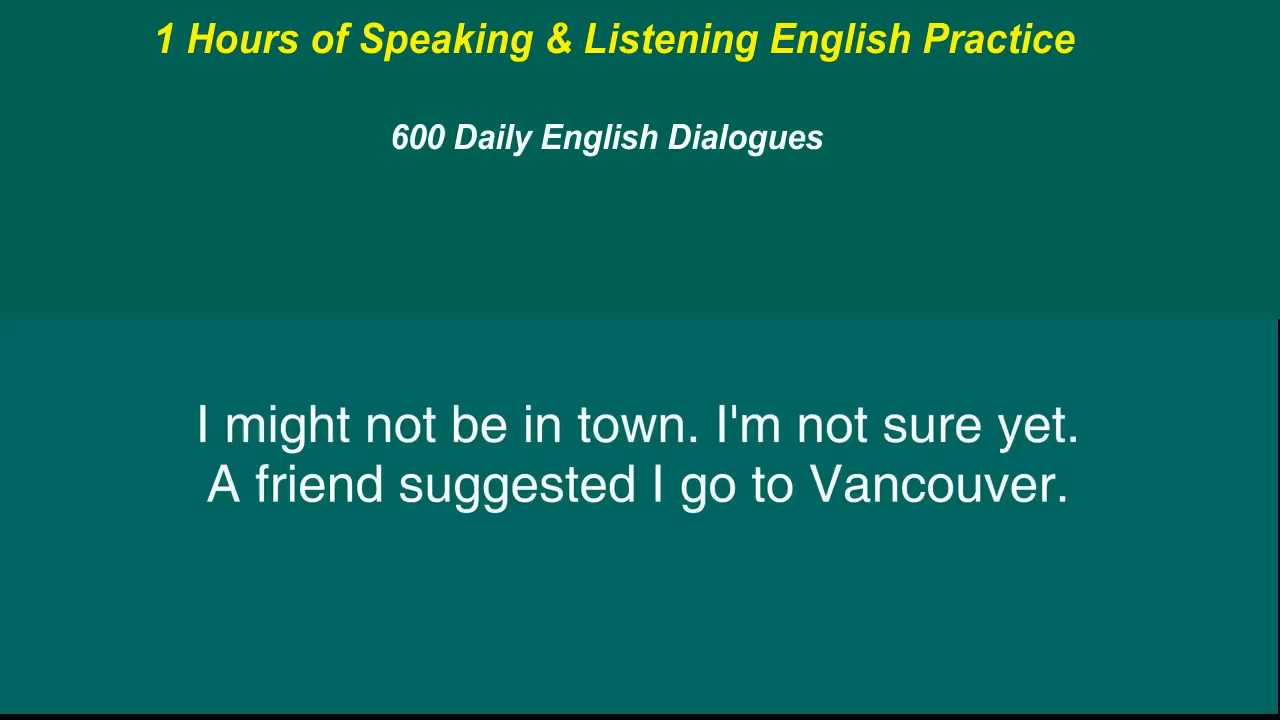 1 Hours of Speaking & Listening English Practice
600 Daily English Dialogues
I might not be in town. I'm not sure yet.
A friend suggested I go to Vancouver.